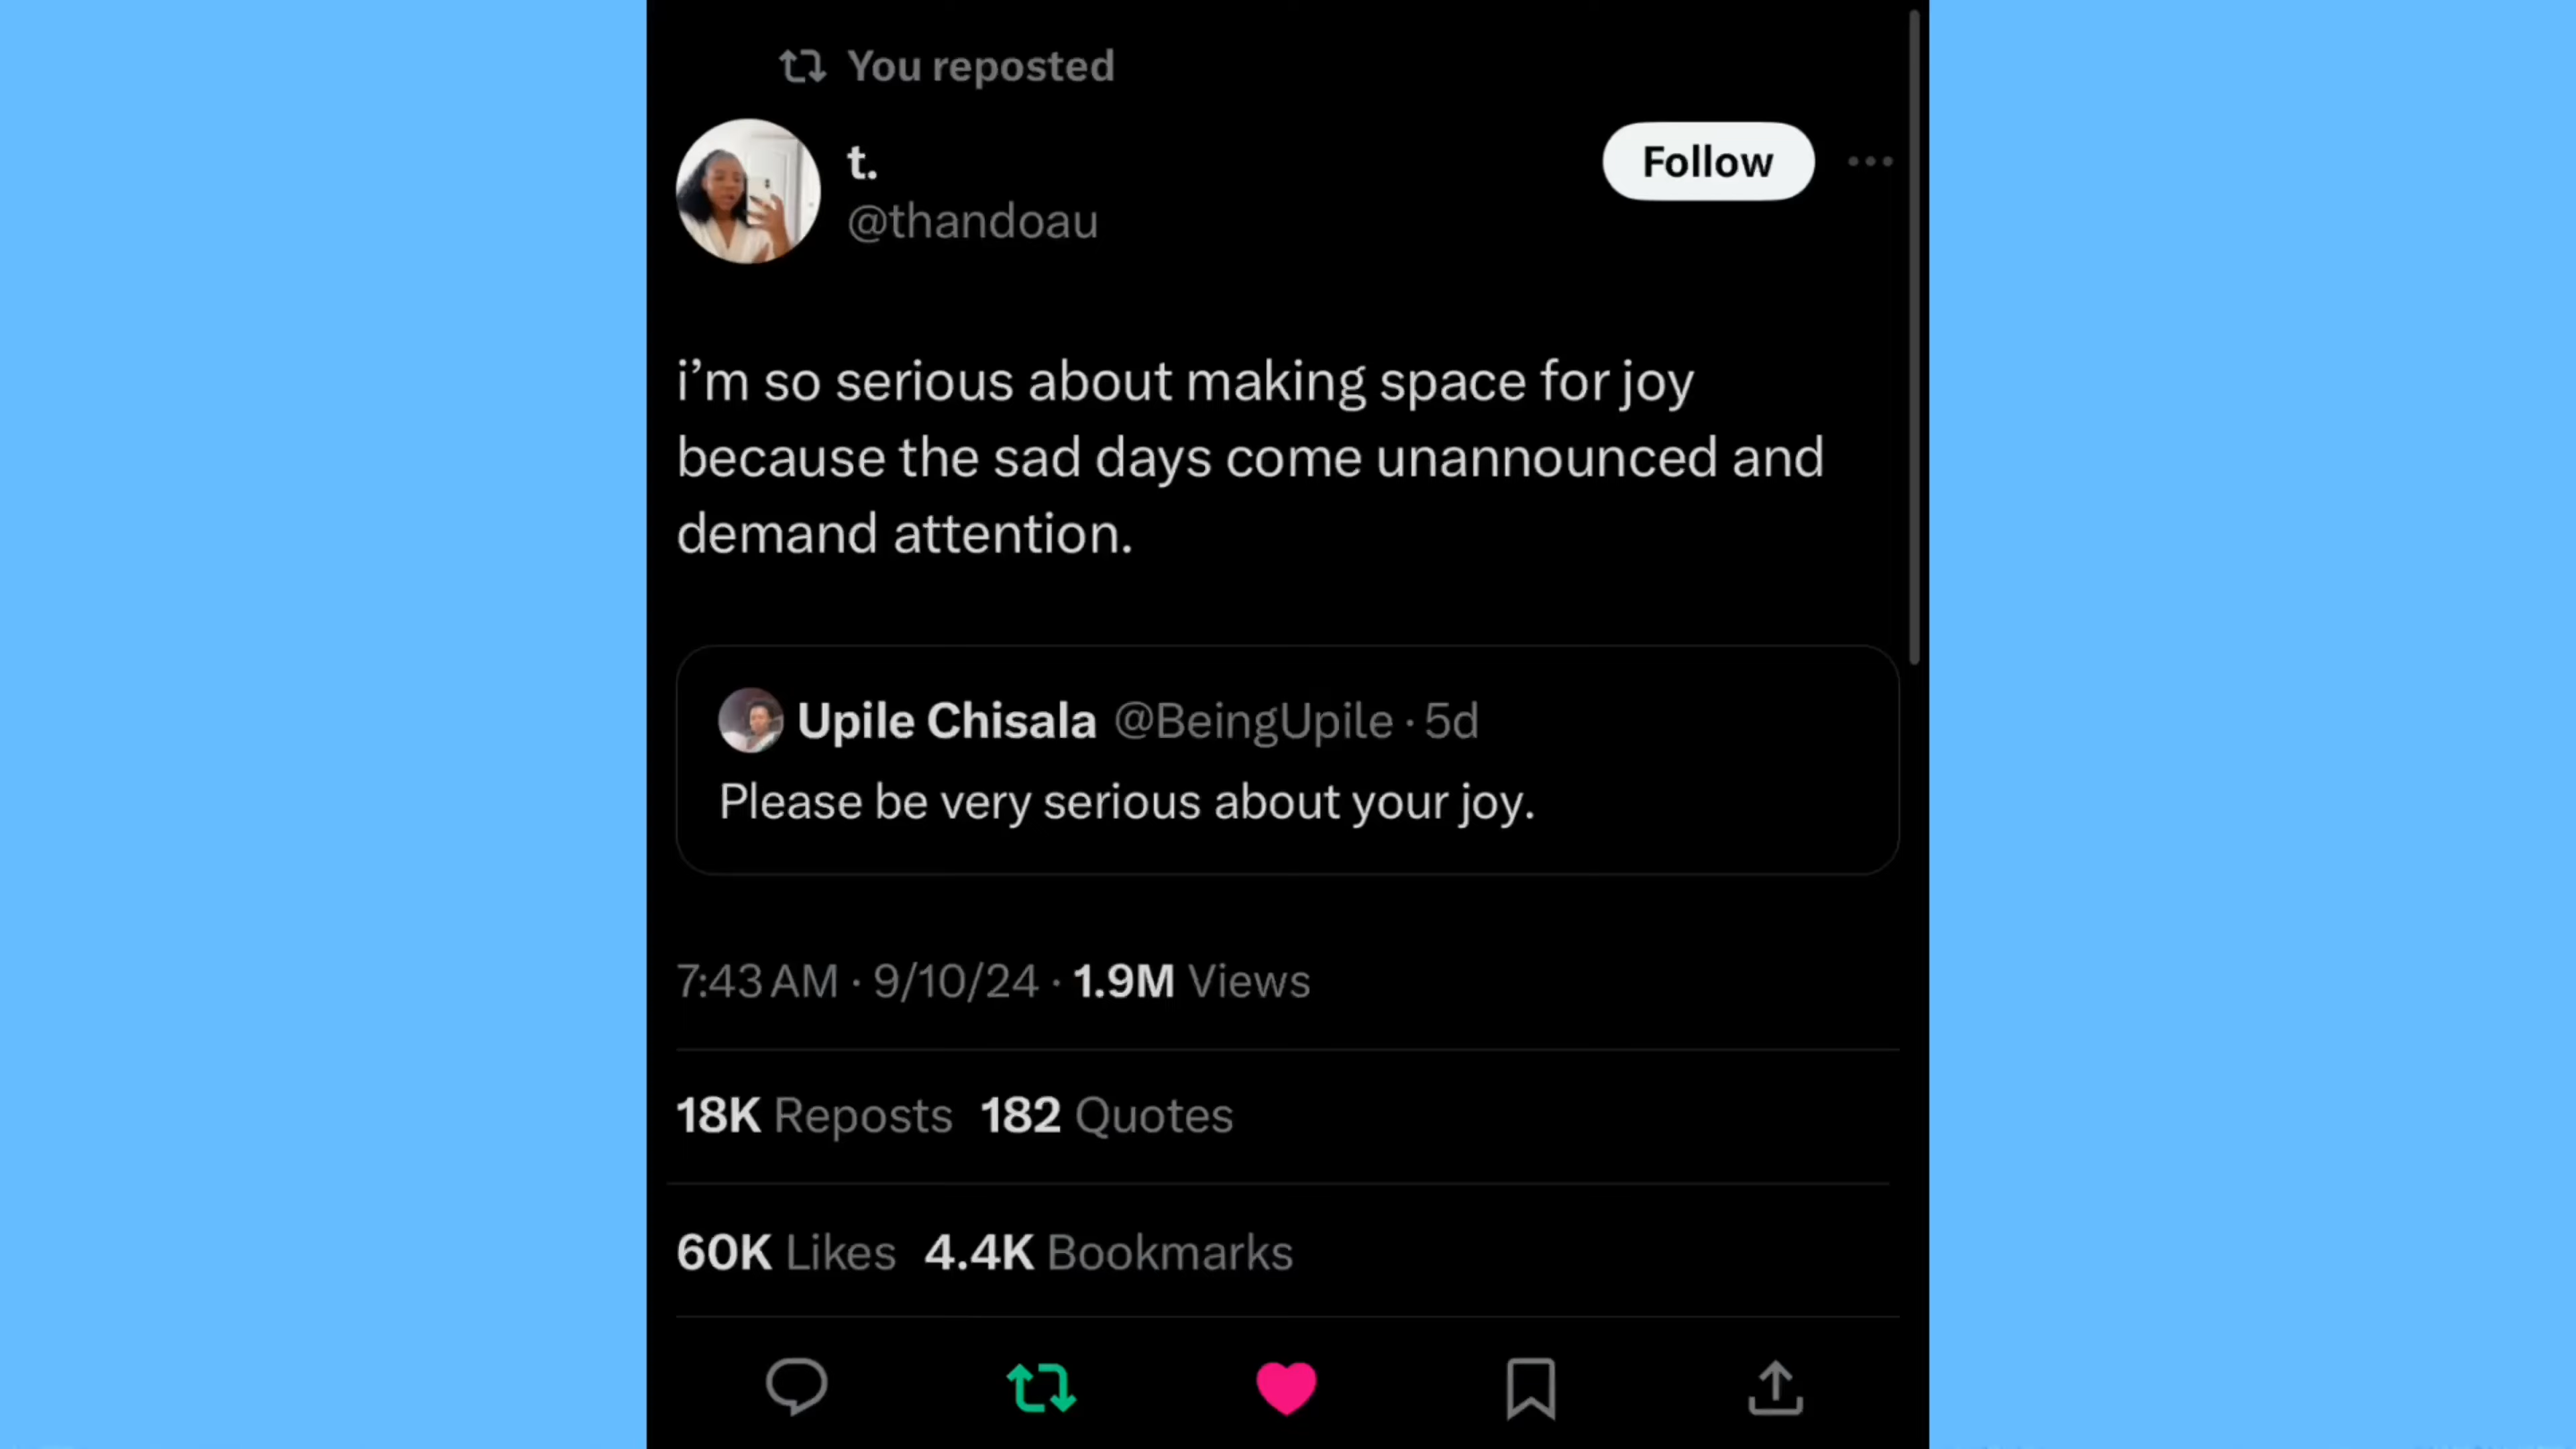 You reposted
t.
@thandoau
Follow
i’m so serious about making space for joy
because the sad days come unannounced and
demand attention.
Upile Chisala @BeingUpile · 5d
Please be very serious about your joy.
7:43 AM · 9/10/24 · 1.9M Views
18K Reposts 182 Quotes
60K Likes 4.4K Bookmarks